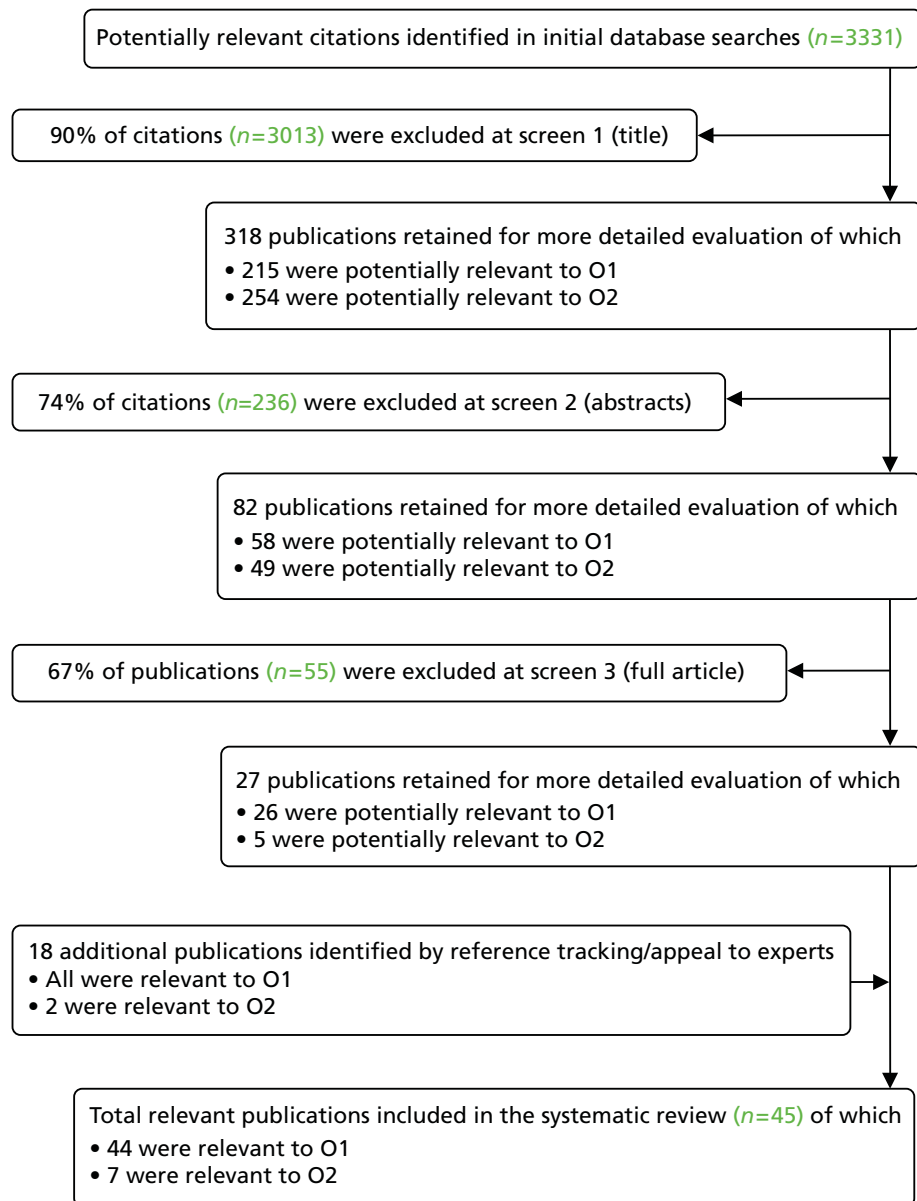 Potentially relevant citations identified in initial database searches (n=3331)
90% of citations (n=3013) were excluded at screen 1 (title)
318 publications retained for more detailed evaluation of which
• 215 were potentially relevant to O1
• 254 were potentially relevant to O2
74% of citations (n=236) were excluded at screen 2 (abstracts)
82 publications retained for more detailed evaluation of which
• 58 were potentially relevant to O1
• 49 were potentially relevant to O2
67% of publications (n=55) were excluded at screen 3 (full article)
27 publications retained for more detailed evaluation of which
• 26 were potentially relevant to O1
• 5 were potentially relevant to O2
18 additional publications identified by reference tracking/appeal to experts
• All were relevant to O1
• 2 were relevant to O2
Total relevant publications included in the systematic review (n=45) of which
• 44 were relevant to O1
• 7 were relevant to O2